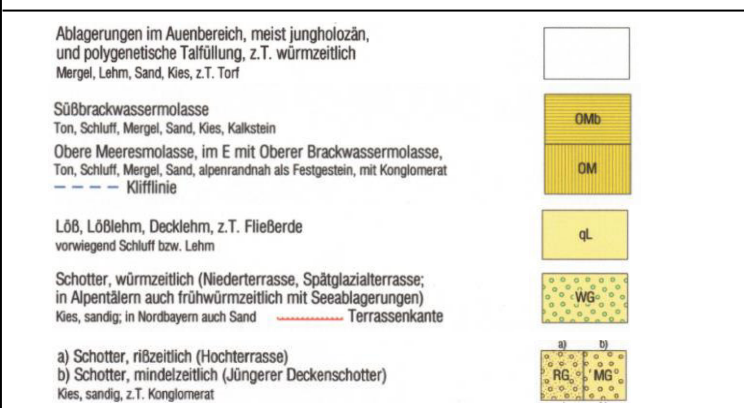 Ablagerungen im Auenbereich, meist jungholozän,
und polygenetische Talfüllung, z.T. würmzeitlich
Mergel, Lehm, Sand, Kies, z.T. Torf
Süßbrackwassermolasse
Ton, Schluff, Mergel, Sand, Kies, Kalkstein
OMb
Obere Meeresmolasse, im E mit Oberer Brackwassermolasse,
Ton, Schluff, Mergel, Sand, alpenrandnah als Festgestein, mit Konglomerat
OM
Klifflinie
Löß, Lößlehm, Decklehm, z.T. Fließerde
vorwiegend Schluff bzw. Lehm
qL
Schotter, würmzeitlich (Niederterrasse, Spätglazialterrasse;
in Alpentälern auch frühwürmzeitlich mit Seeablagerungen)
Kies, sandig; in Nordbayern auch Sand
Terrassenkante
WG
a) Schotter, rißzeitlich (Hochterrasse)
b) Schotter, mindelzeitlich (Jüngerer Deckenschotter)
Kies, sandig, z.T. Konglomerat
a) b)
RG MG